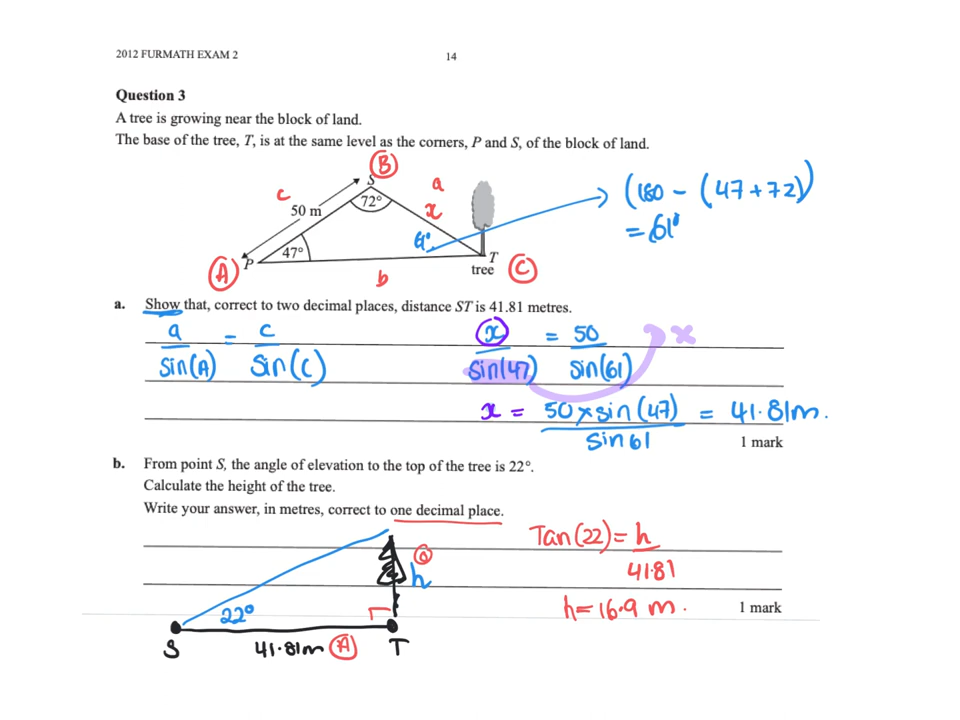 2012 FURMATH EXAM 2
14
Question 3
A tree is growing near the block of land.
The base of the tree, T, is at the same level as the corners, P and S, of the block of land.
B
S
c
a
50 m
72°
x
(180 - (47+72))
= 61°
61°
47°
A
P
b
T
tree
C
a. Show that, correct to two decimal places, distance ST is 41.81 metres.
a/sin(A) = c/sin(C)
x/sin(47) = 50/sin(61)
×
x = 50 × sin(47)/sin 61 = 41.81m.
1 mark
b. From point S, the angle of elevation to the top of the tree is 22°.
Calculate the height of the tree.
Write your answer, in metres, correct to one decimal place.
Tan(22) = h/41.81
O
h
h = 16.9 m.
1 mark
22°
S
41.81m
A
T